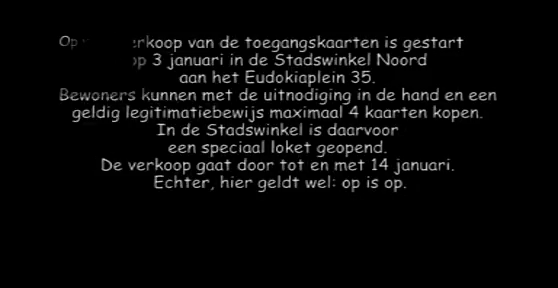 Op verkoop van de toegangskaarten is gestart
op 3 januari in de Stadswinkel Noord
aan het Eudokiaplein 35.
Bewoners kunnen met de uitnodiging in de hand en een
geldig legitimatiebewijs maximaal 4 kaarten kopen.
In de Stadswinkel is daarvoor
een speciaal loket geopend.
De verkoop gaat door tot en met 14 januari.
Echter, hier geldt wel: op is op.